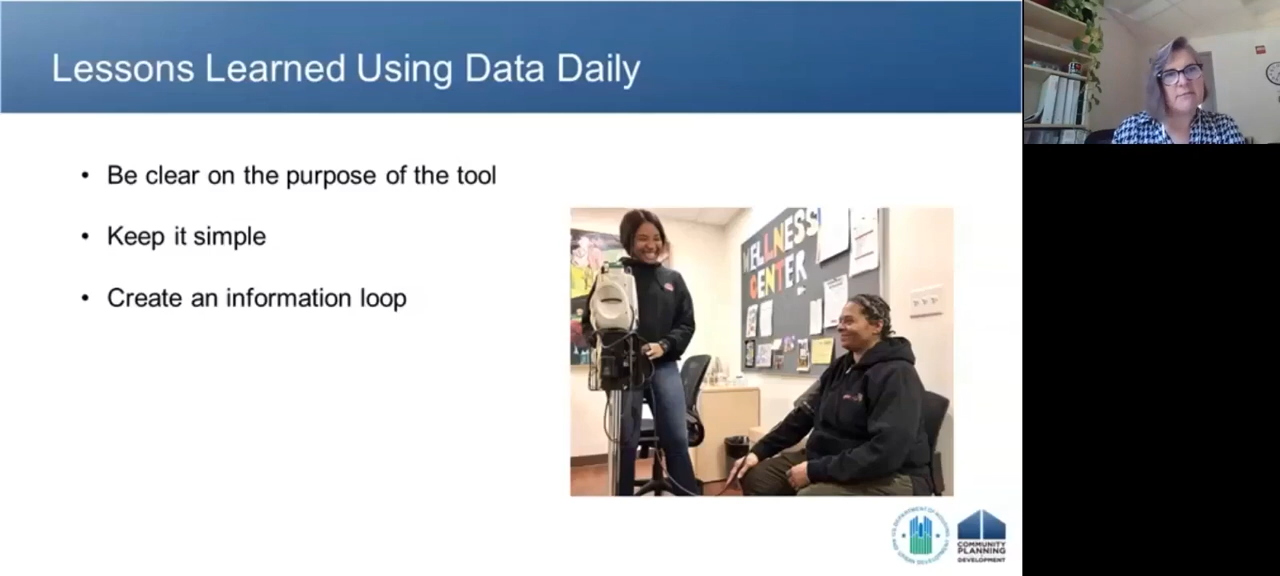 Lessons Learned Using Data Daily
• Be clear on the purpose of the tool
• Keep it simple
• Create an information loop
WELLNESS
CENTER
COMMUNITY
PLANNING
DEVELOPMENT